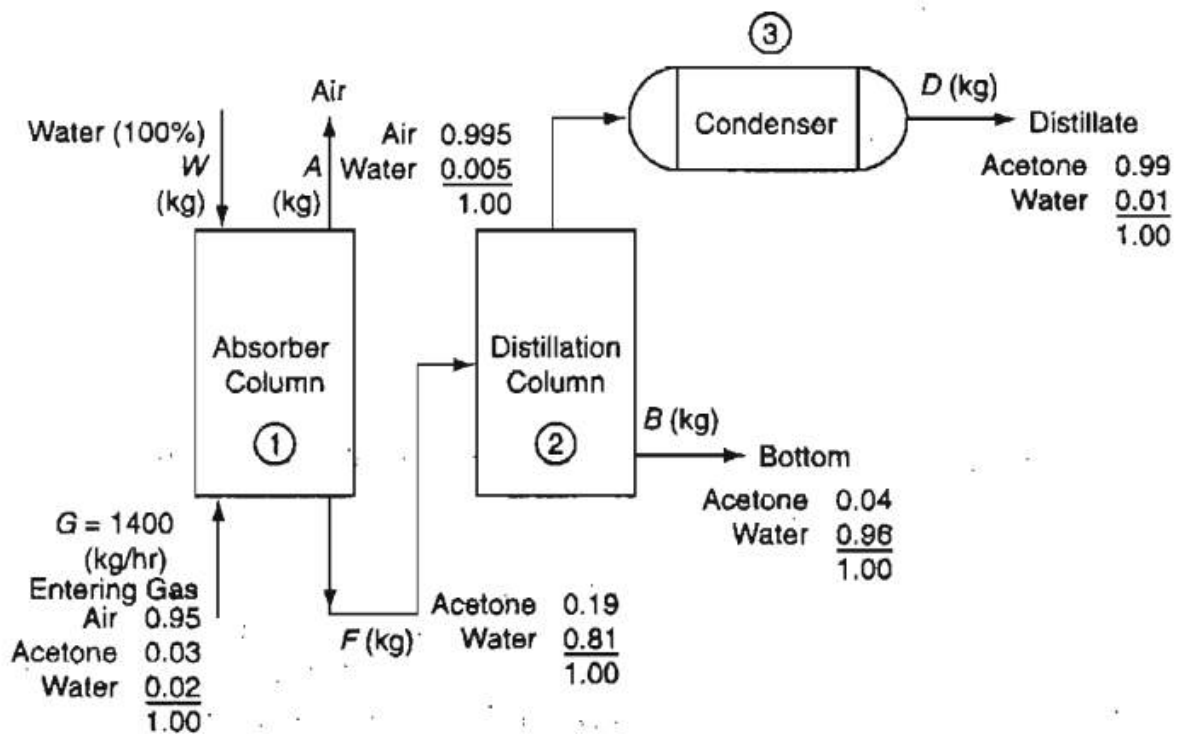 ③
Condenser
D (kg)
Distillate
Acetone 0.99
Water 0.01
1.00
Water (100%)
W
(kg)
Air
A
(kg)
Air 0.995
Water 0.005
1.00
Absorber
Column
①
Distillation
Column
②
B (kg)
Bottom
Acetone 0.04
Water 0.96
1.00
G = 1400
(kg/hr)
Entering Gas
Air 0.95
Acetone 0.03
Water 0.02
1.00
F (kg)
Acetone 0.19
Water 0.81
1.00